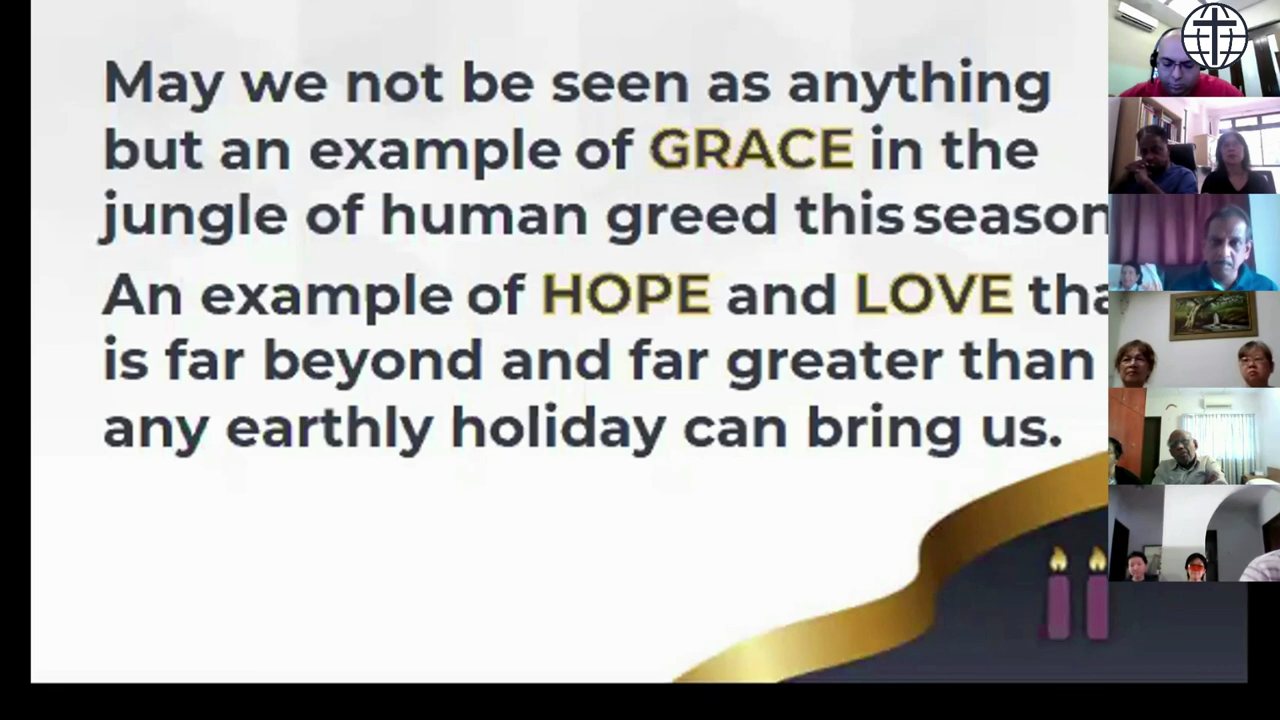 May we not be seen as anything
but an example of GRACE in the
jungle of human greed this season
An example of HOPE and LOVE tha
is far beyond and far greater than
any earthly holiday can bring us.